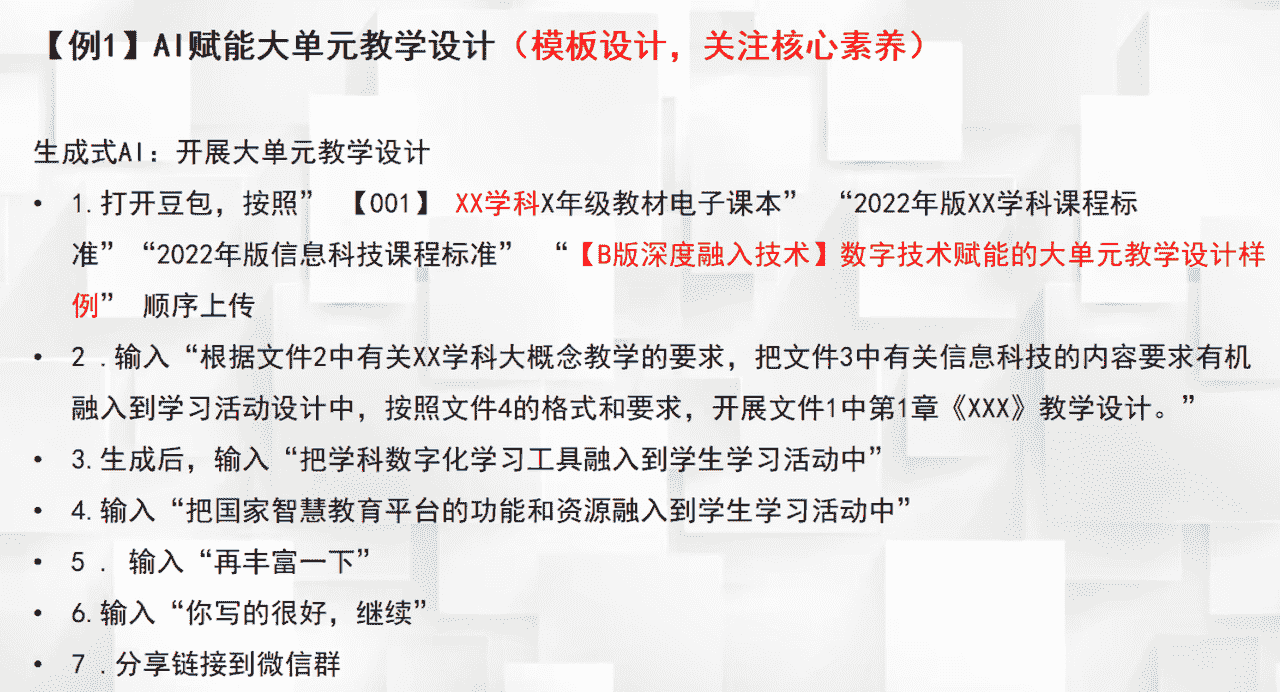 【例1】AI赋能大单元教学设计（模板设计，关注核心素养）
生成式AI：开展大单元教学设计
• 1.打开豆包，按照” 【001】 XX学科X年级教材电子课本” “2022年版XX学科课程标
准” “2022年版信息科技课程标准” “【B版深度融入技术】数字技术赋能的大单元教学设计样
例” 顺序上传
• 2 .输入“根据文件2中有关XX学科大概念教学的要求，把文件3中有关信息科技的内容要求有机
融入到学习活动设计中，按照文件4的格式和要求，开展文件1中第1章《XXX》教学设计。”
• 3.生成后，输入“把学科数字化学习工具融入到学生学习活动中”
• 4.输入“把国家智慧教育平台的功能和资源融入到学生学习活动中”
• 5 . 输入“再丰富一下”
• 6.输入“你写的很好，继续”
• 7 .分享链接到微信群